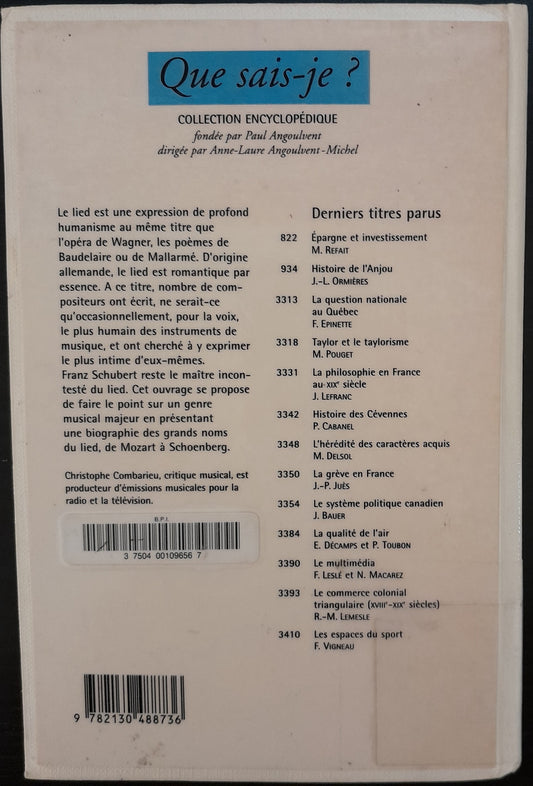 Que sais-je ?
COLLECTION ENCYCLOPÉDIQUE
fondée par Paul Angoulvent
dirigée par Anne-Laure Angoulvent-Michel
Le lied est une expression de profond
humanisme au même titre que
l'opéra de Wagner, les poèmes de
Baudelaire ou de Mallarmé. D'origine
allemande, le lied est romantique par
essence. A ce titre, nombre de com-
positeurs ont écrit, ne serait-ce
qu'occasionnellement, pour la voix,
le plus humain des instruments de
musique, et ont cherché à y exprimer
le plus intime d'eux-mêmes.
Franz Schubert reste le maître incon-
testé du lied. Cet ouvrage se propose
de faire le point sur un genre
musical majeur en présentant
une biographie des grands noms
du lied, de Mozart à Schoenberg.
Christophe Combarieu, critique musical, est
producteur d'émissions musicales pour la
radio et la télévision.
B.P.I.
3 7504 00109656 7
9 782130 488736
Derniers titres parus
822 Épargne et investissement
M. REFAIT
934 Histoire de l'Anjou
J.-L. ORMIÈRES
3313 La question nationale
au Québec
F. EPINETTE
3318 Taylor et le taylorisme
M. POUGET
3331 La philosophie en France
au XIXe siècle
J. LEFRANC
3342 Histoire des Cévennes
P. CABANEL
3348 L'hérédité des caractères acquis
M. DELSOL
3350 La grève en France
J.-P. JUÈS
3354 Le système politique canadien
J. BAUER
3384 La qualité de l'air
E. DÉCAMPS et P. TOUBON
3390 Le multimédia
F. LESLÉ et N. MACAREZ
3393 Le commerce colonial
triangulaire (XVIIIe-XIXe siècles)
R.-M. LEMESLE
3410 Les espaces du sport
F. VIGNEAU